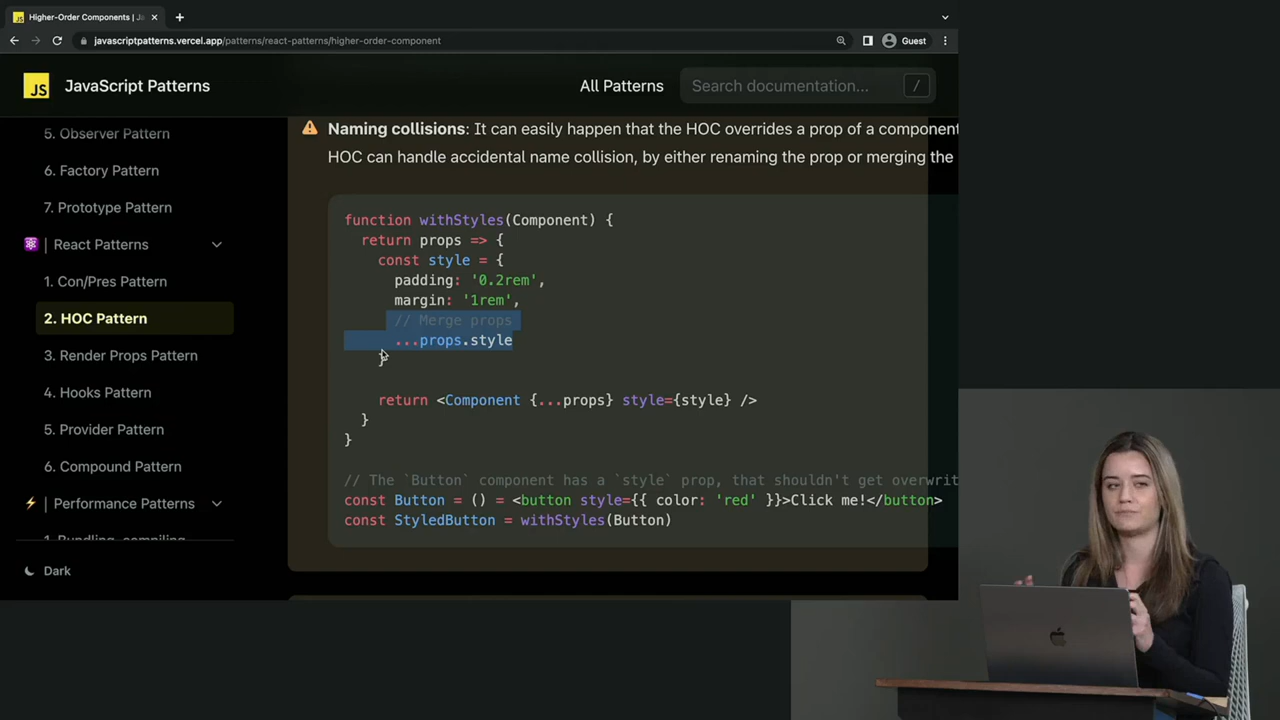 Higher-Order Components | Ja
javascriptpatterns.vercel.app/patterns/react-patterns/higher-order-component
Guest
JS
JavaScript Patterns
All Patterns
Search documentation...
/
5. Observer Pattern
6. Factory Pattern
7. Prototype Pattern
| React Patterns
1. Con/Pres Pattern
2. HOC Pattern
3. Render Props Pattern
4. Hooks Pattern
5. Provider Pattern
6. Compound Pattern
| Performance Patterns
1. Bundling, compiling
Dark
Naming collisions: It can easily happen that the HOC overrides a prop of a component
HOC can handle accidental name collision, by either renaming the prop or merging the
function withStyles(Component) {
return props => {
const style = {
padding: '0.2rem',
margin: '1rem',
// Merge props
...props.style
}
return <Component {...props} style={style} />
}
}
// The `Button` component has a `style` prop, that shouldn't get overwrit
const Button = () = <button style={{ color: 'red' }}>Click me!</button>
const StyledButton = withStyles(Button)